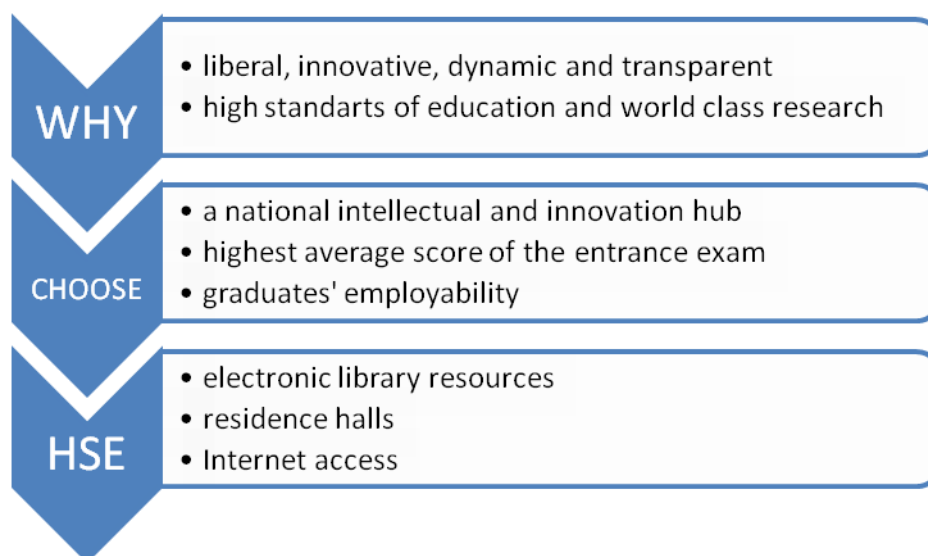 WHY
• liberal, innovative, dynamic and transparent
• high standarts of education and world class research
CHOOSE
• a national intellectual and innovation hub
• highest average score of the entrance exam
• graduates' employability
HSE
• electronic library resources
• residence halls
• Internet access